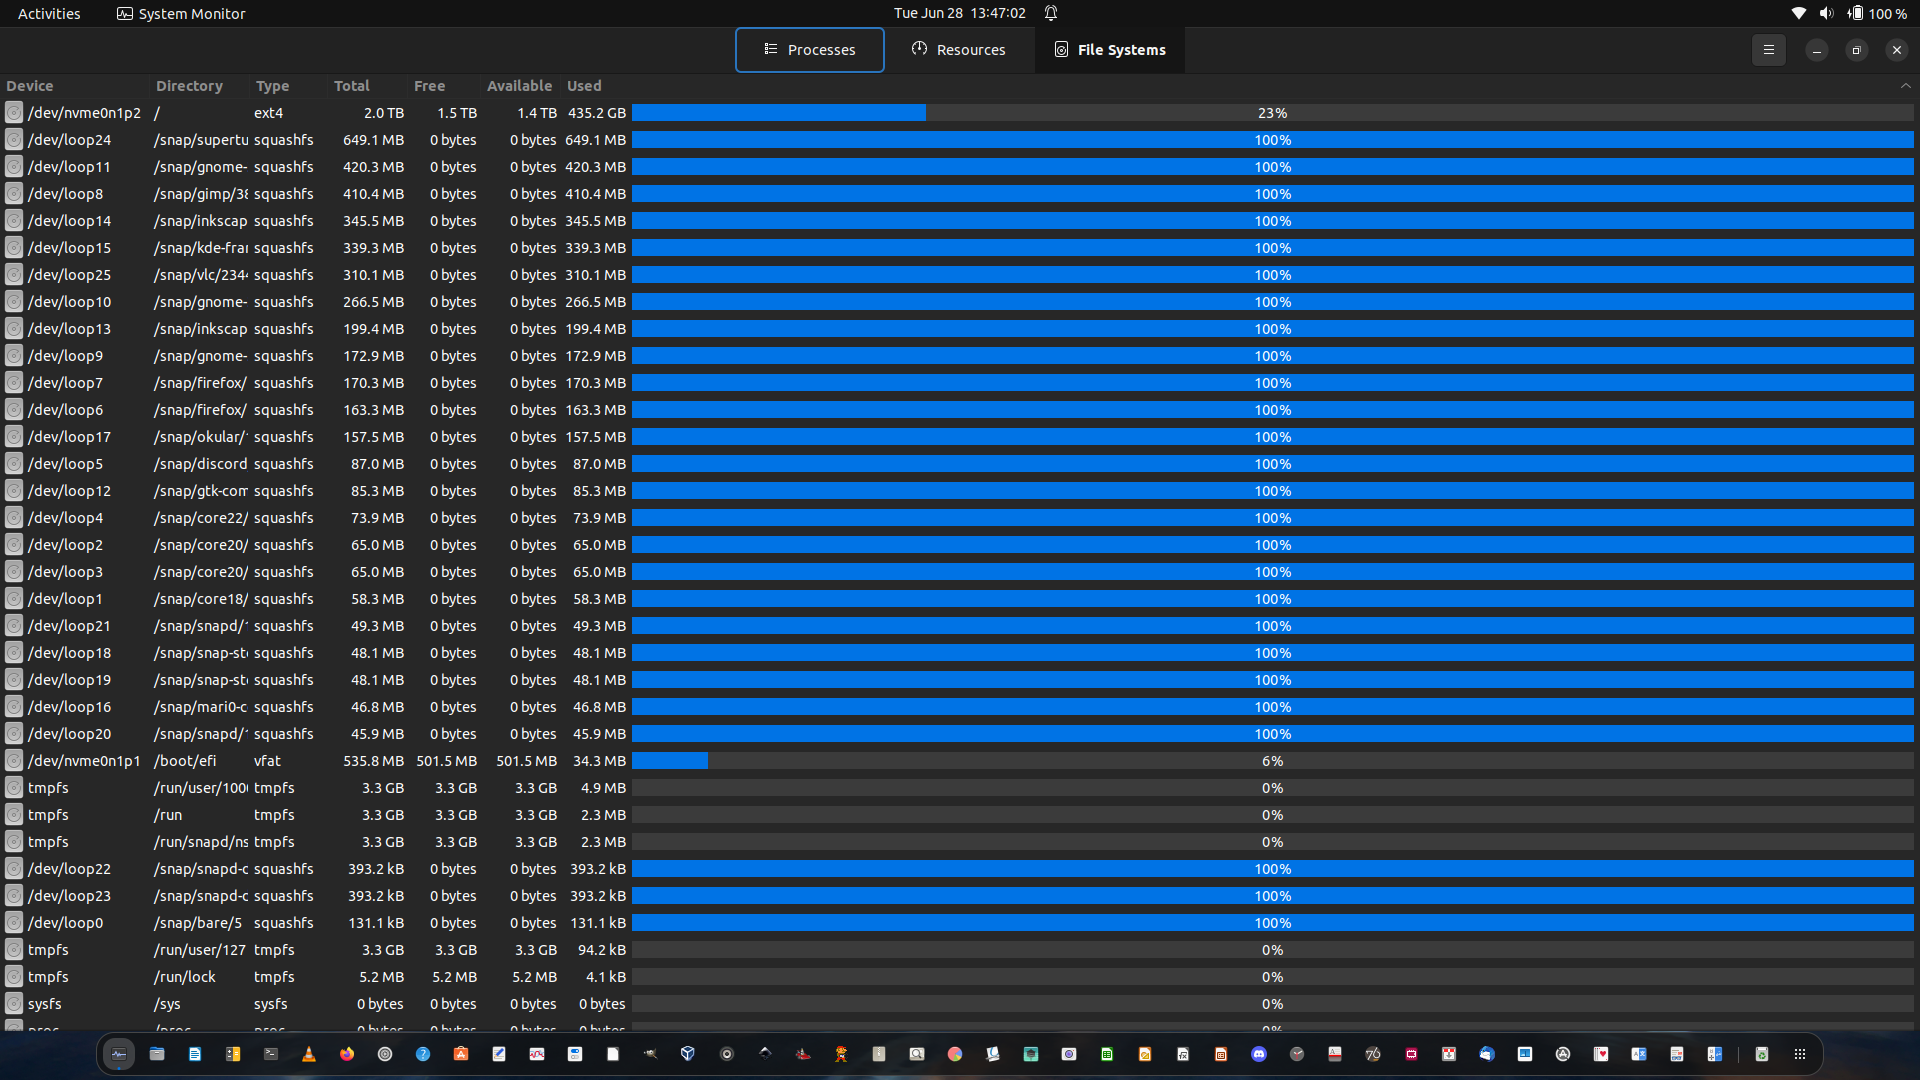 Activities System Monitor Tue Jun 28 13:47:02 100 %
Processes Resources File Systems
Device Directory Type Total Free Available Used
/dev/nvme0n1p2 / ext4 2.0 TB 1.5 TB 1.4 TB 435.2 GB 23%
/dev/loop24 /snap/supertu squashfs 649.1 MB 0 bytes 0 bytes 649.1 MB 100%
/dev/loop11 /snap/gnome- squashfs 420.3 MB 0 bytes 0 bytes 420.3 MB 100%
/dev/loop8 /snap/gimp/38 squashfs 410.4 MB 0 bytes 0 bytes 410.4 MB 100%
/dev/loop14 /snap/inkscap squashfs 345.5 MB 0 bytes 0 bytes 345.5 MB 100%
/dev/loop15 /snap/kde-fra squashfs 339.3 MB 0 bytes 0 bytes 339.3 MB 100%
/dev/loop25 /snap/vlc/2344 squashfs 310.1 MB 0 bytes 0 bytes 310.1 MB 100%
/dev/loop10 /snap/gnome- squashfs 266.5 MB 0 bytes 0 bytes 266.5 MB 100%
/dev/loop13 /snap/inkscap squashfs 199.4 MB 0 bytes 0 bytes 199.4 MB 100%
/dev/loop9 /snap/gnome- squashfs 172.9 MB 0 bytes 0 bytes 172.9 MB 100%
/dev/loop7 /snap/firefox/ squashfs 170.3 MB 0 bytes 0 bytes 170.3 MB 100%
/dev/loop6 /snap/firefox/ squashfs 163.3 MB 0 bytes 0 bytes 163.3 MB 100%
/dev/loop17 /snap/okular/ squashfs 157.5 MB 0 bytes 0 bytes 157.5 MB 100%
/dev/loop5 /snap/discord squashfs 87.0 MB 0 bytes 0 bytes 87.0 MB 100%
/dev/loop12 /snap/gtk-com squashfs 85.3 MB 0 bytes 0 bytes 85.3 MB 100%
/dev/loop4 /snap/core22/ squashfs 73.9 MB 0 bytes 0 bytes 73.9 MB 100%
/dev/loop2 /snap/core20/ squashfs 65.0 MB 0 bytes 0 bytes 65.0 MB 100%
/dev/loop3 /snap/core20/ squashfs 65.0 MB 0 bytes 0 bytes 65.0 MB 100%
/dev/loop1 /snap/core18/ squashfs 58.3 MB 0 bytes 0 bytes 58.3 MB 100%
/dev/loop21 /snap/snapd/ squashfs 49.3 MB 0 bytes 0 bytes 49.3 MB 100%
/dev/loop18 /snap/snap-st squashfs 48.1 MB 0 bytes 0 bytes 48.1 MB 100%
/dev/loop19 /snap/snap-st squashfs 48.1 MB 0 bytes 0 bytes 48.1 MB 100%
/dev/loop16 /snap/mari0-c squashfs 46.8 MB 0 bytes 0 bytes 46.8 MB 100%
/dev/loop20 /snap/snapd/ squashfs 45.9 MB 0 bytes 0 bytes 45.9 MB 100%
/dev/nvme0n1p1 /boot/efi vfat 535.8 MB 501.5 MB 501.5 MB 34.3 MB 6%
tmpfs /run/user/1000 tmpfs 3.3 GB 3.3 GB 3.3 GB 4.9 MB 0%
tmpfs /run tmpfs 3.3 GB 3.3 GB 3.3 GB 2.3 MB 0%
tmpfs /run/snapd/ns tmpfs 3.3 GB 3.3 GB 3.3 GB 2.3 MB 0%
/dev/loop22 /snap/snapd-c squashfs 393.2 kB 0 bytes 0 bytes 393.2 kB 100%
/dev/loop23 /snap/snapd-c squashfs 393.2 kB 0 bytes 0 bytes 393.2 kB 100%
/dev/loop0 /snap/bare/5 squashfs 131.1 kB 0 bytes 0 bytes 131.1 kB 100%
tmpfs /run/user/127 tmpfs 3.3 GB 3.3 GB 3.3 GB 94.2 kB 0%
tmpfs /run/lock tmpfs 5.2 MB 5.2 MB 5.2 MB 4.1 kB 0%
sysfs /sys sysfs 0 bytes 0 bytes 0 bytes 0 bytes 0%
proc /proc proc 0 bytes 0 bytes 0 bytes 0 bytes 0%